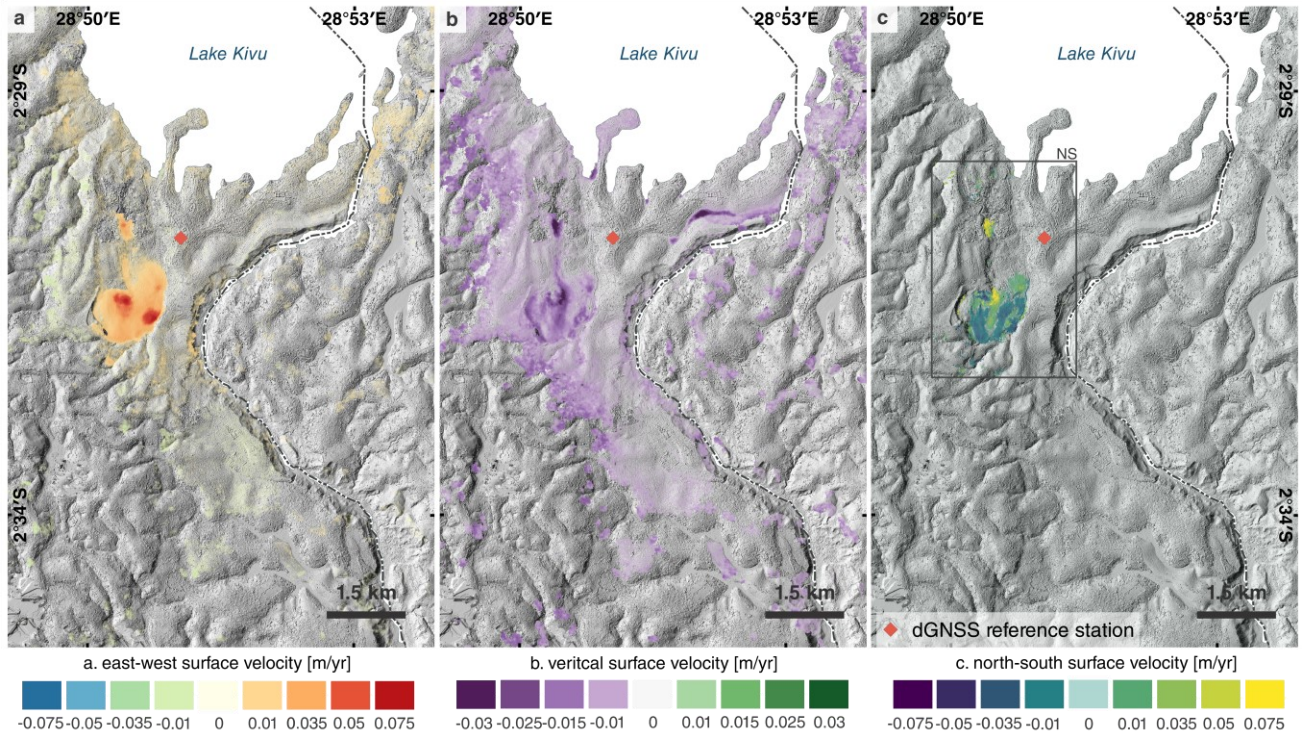 a
28°50′E
28°53′E
Lake Kivu
2°29′S
2°34′S
1.5 km
b
28°50′E
28°53′E
Lake Kivu
1.5 km
c
28°50′E
28°53′E
Lake Kivu
2°29′S
NS
2°34′S
1.5 km
dGNSS reference station
a. east-west surface velocity [m/yr]
-0.075 -0.05 -0.035 -0.01 0 0.01 0.035 0.05 0.075
b. veritcal surface velocity [m/yr]
-0.03 -0.025 -0.015 -0.01 0 0.01 0.015 0.025 0.03
c. north-south surface velocity [m/yr]
-0.075 -0.05 -0.035 -0.01 0 0.01 0.035 0.05 0.075